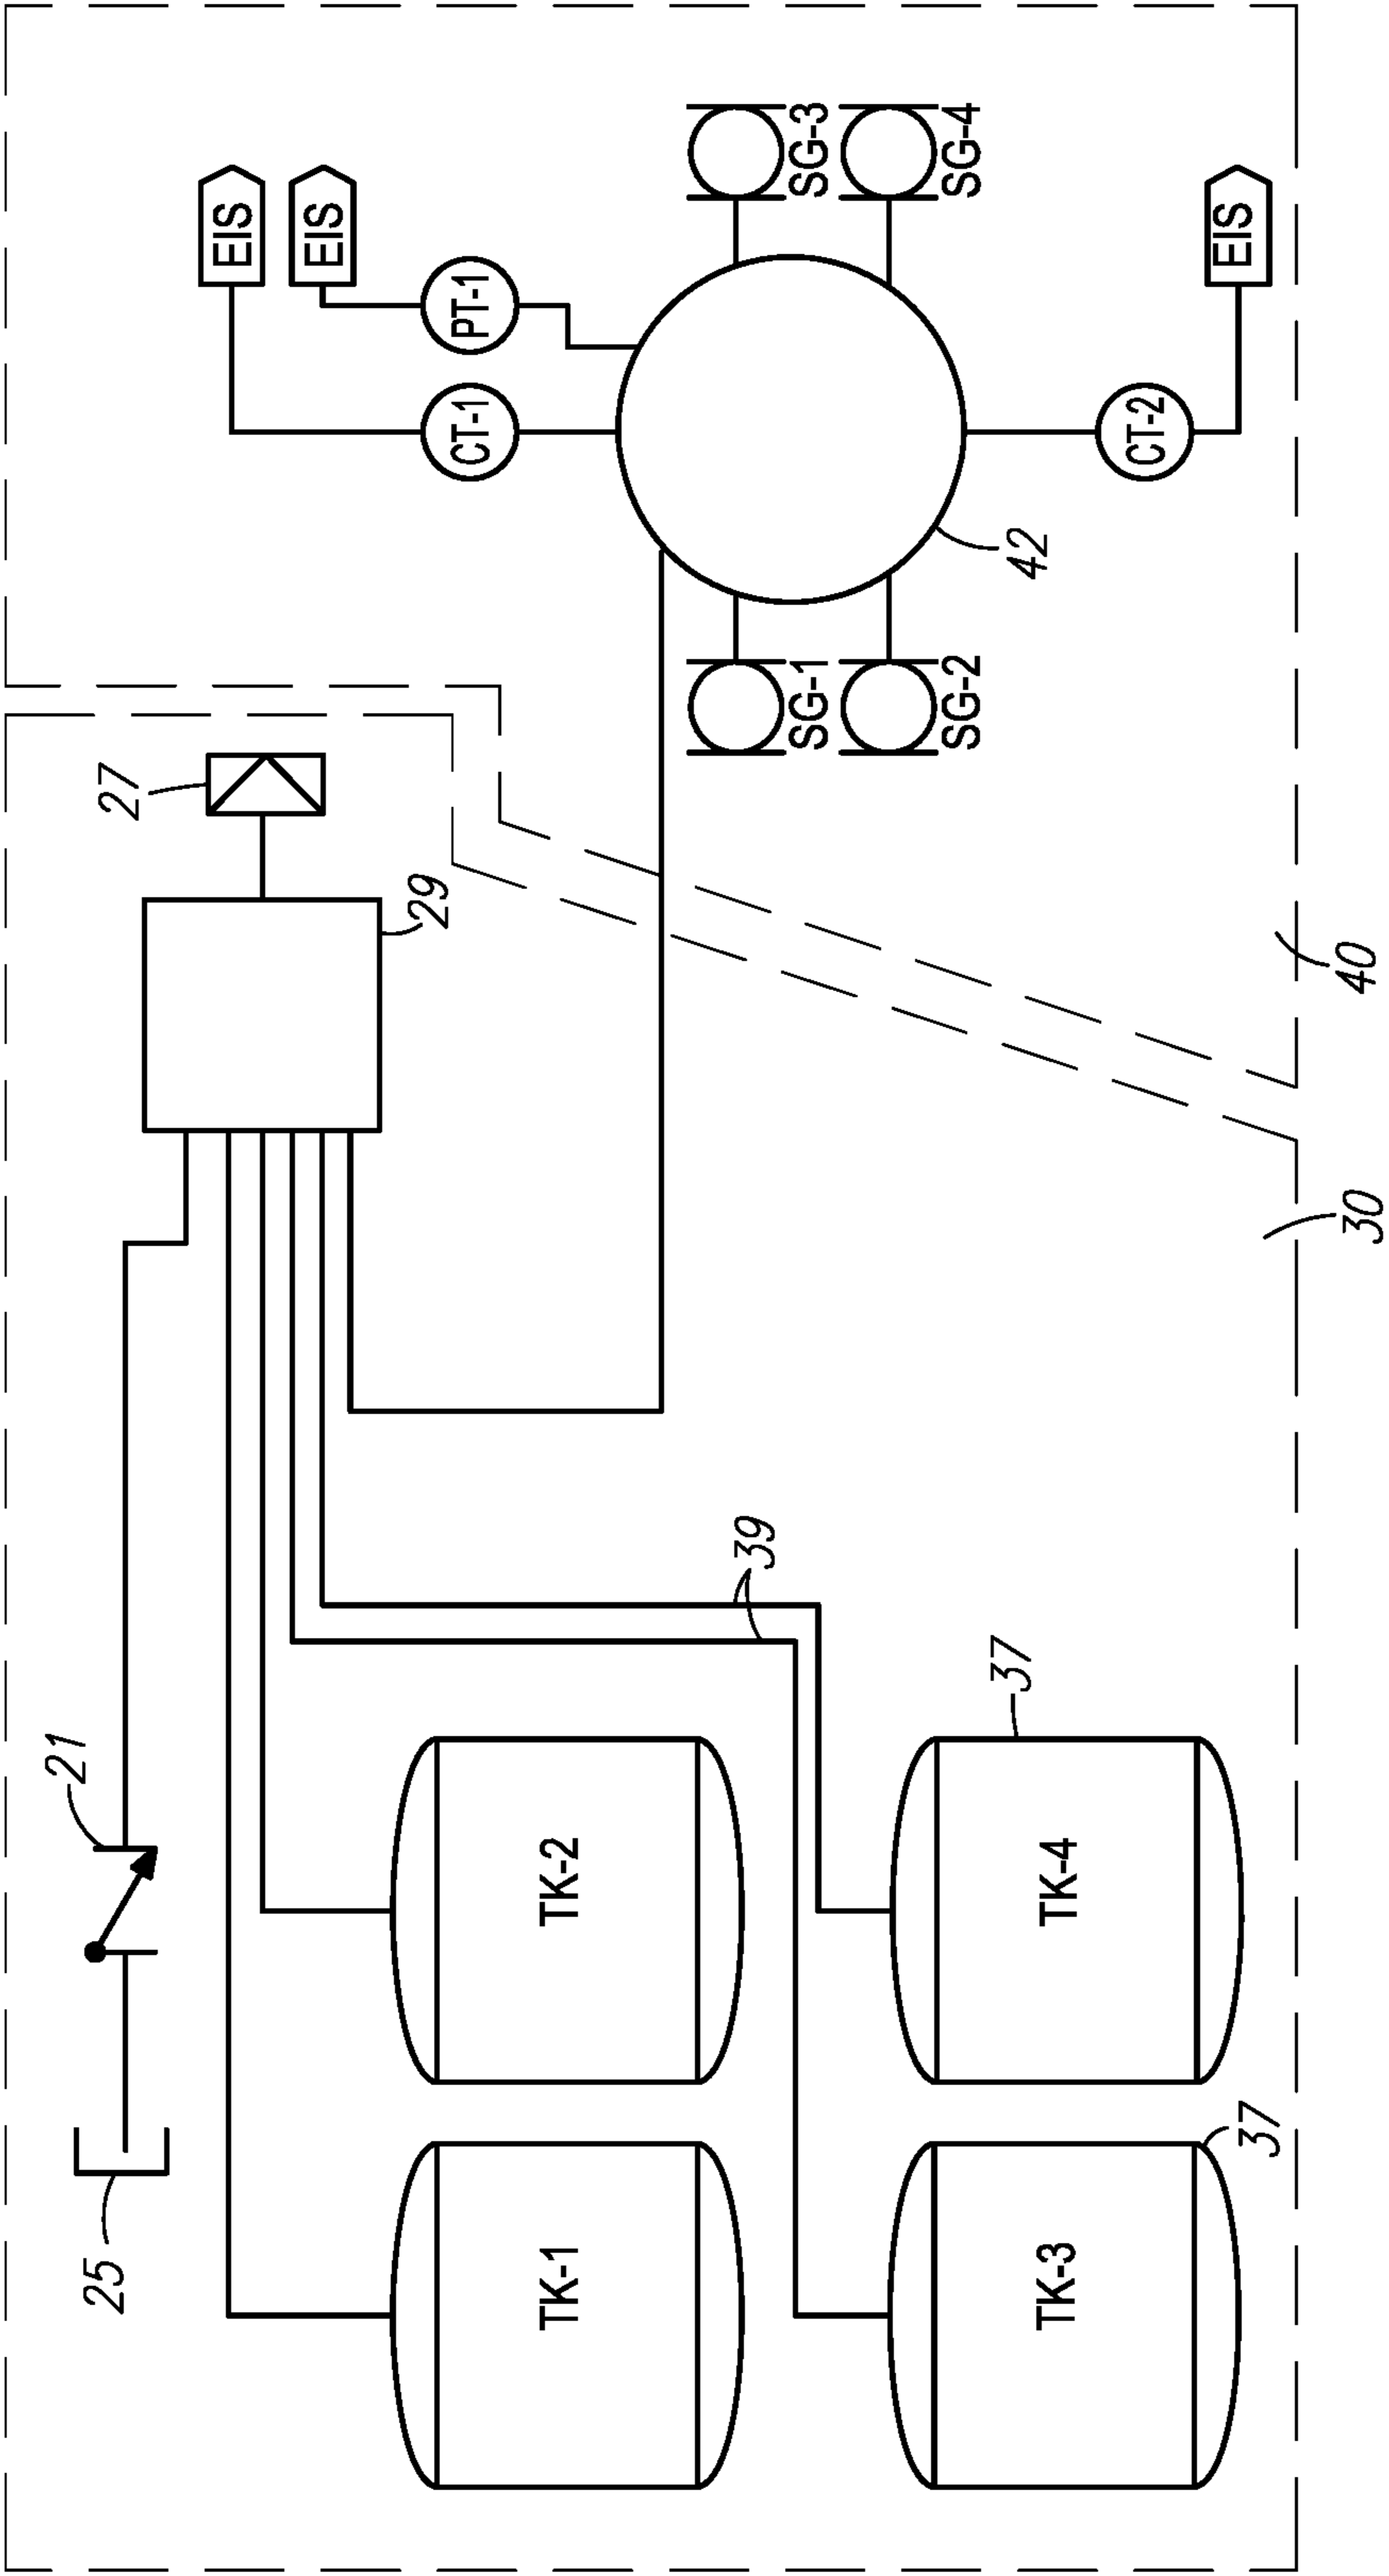 25
21
27
29
EIS
EIS
PT-1
CT-1
TK-1
TK-2
39
SG-1
SG-3
SG-2
SG-4
42
TK-3
TK-4
37
37
CT-2
EIS
30
40